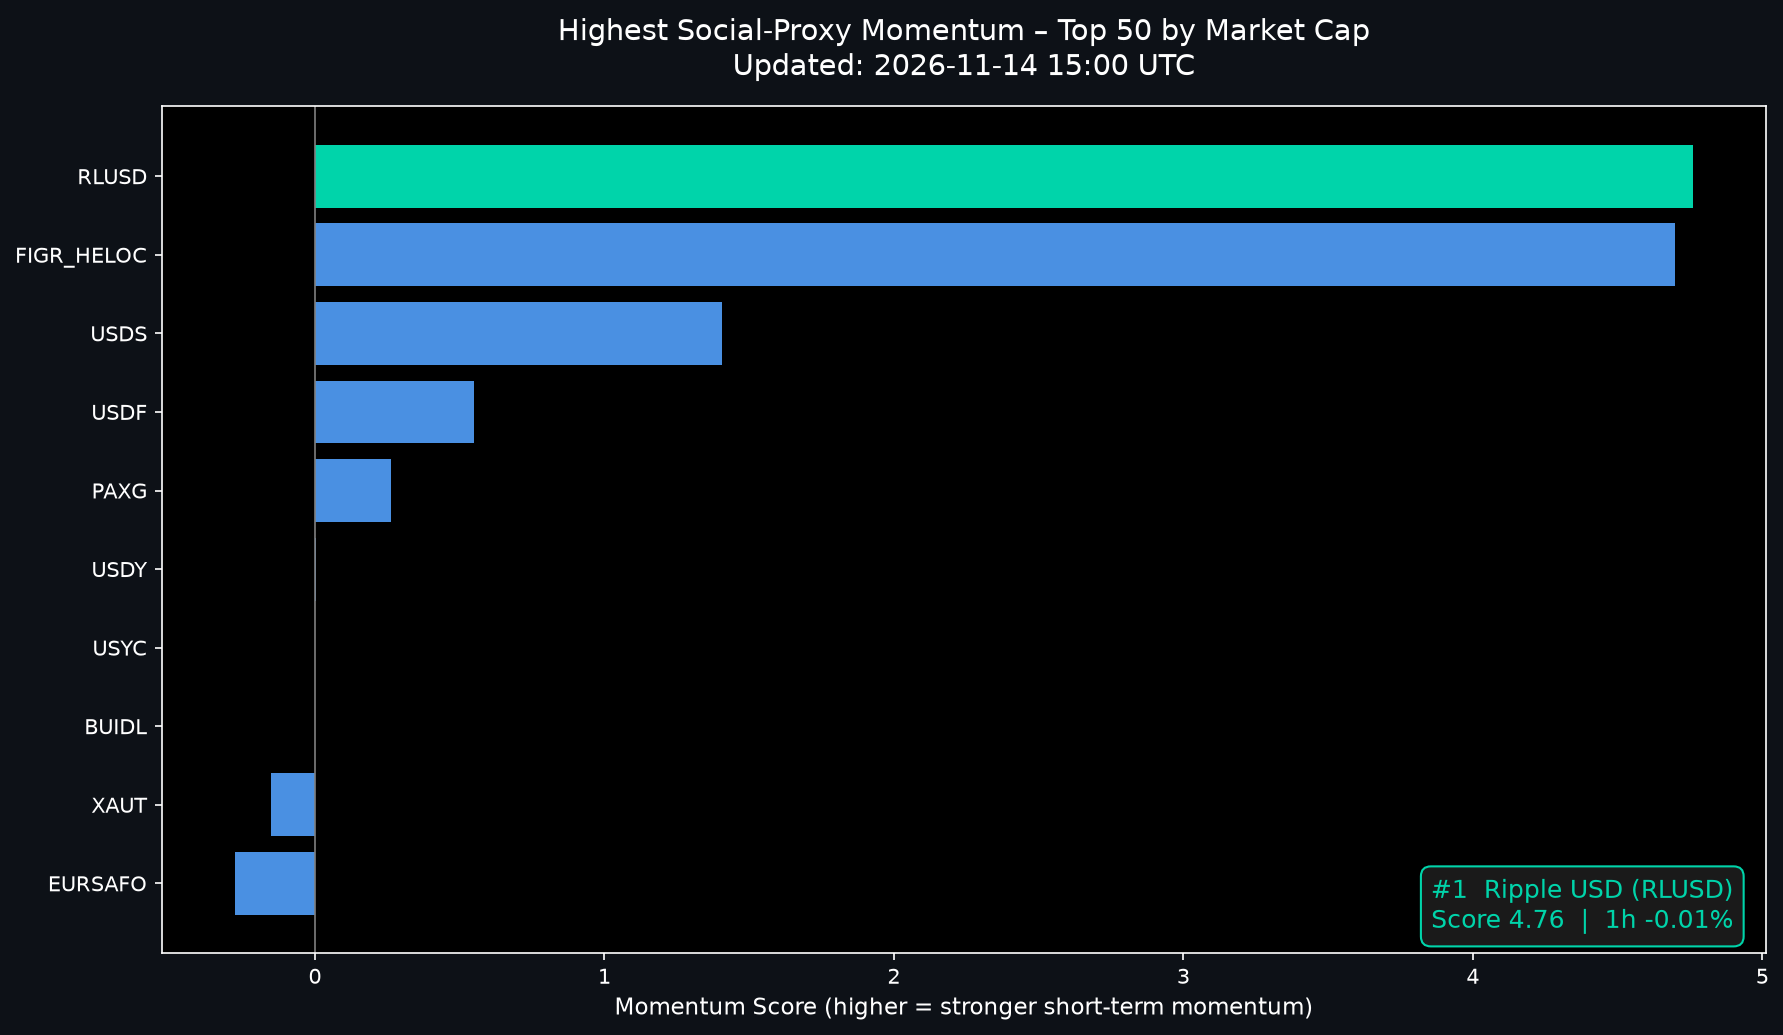 Highest Social-Proxy Momentum – Top 50 by Market Cap
Updated: 2026-11-14 15:00 UTC
RLUSD
FIGR_HELOC
USDS
USDF
PAXG
USDY
USYC
BUIDL
XAUT
EURSAFO
#1 Ripple USD (RLUSD)
Score 4.76 | 1h -0.01%
0 1 2 3 4 5
Momentum Score (higher = stronger short-term momentum)